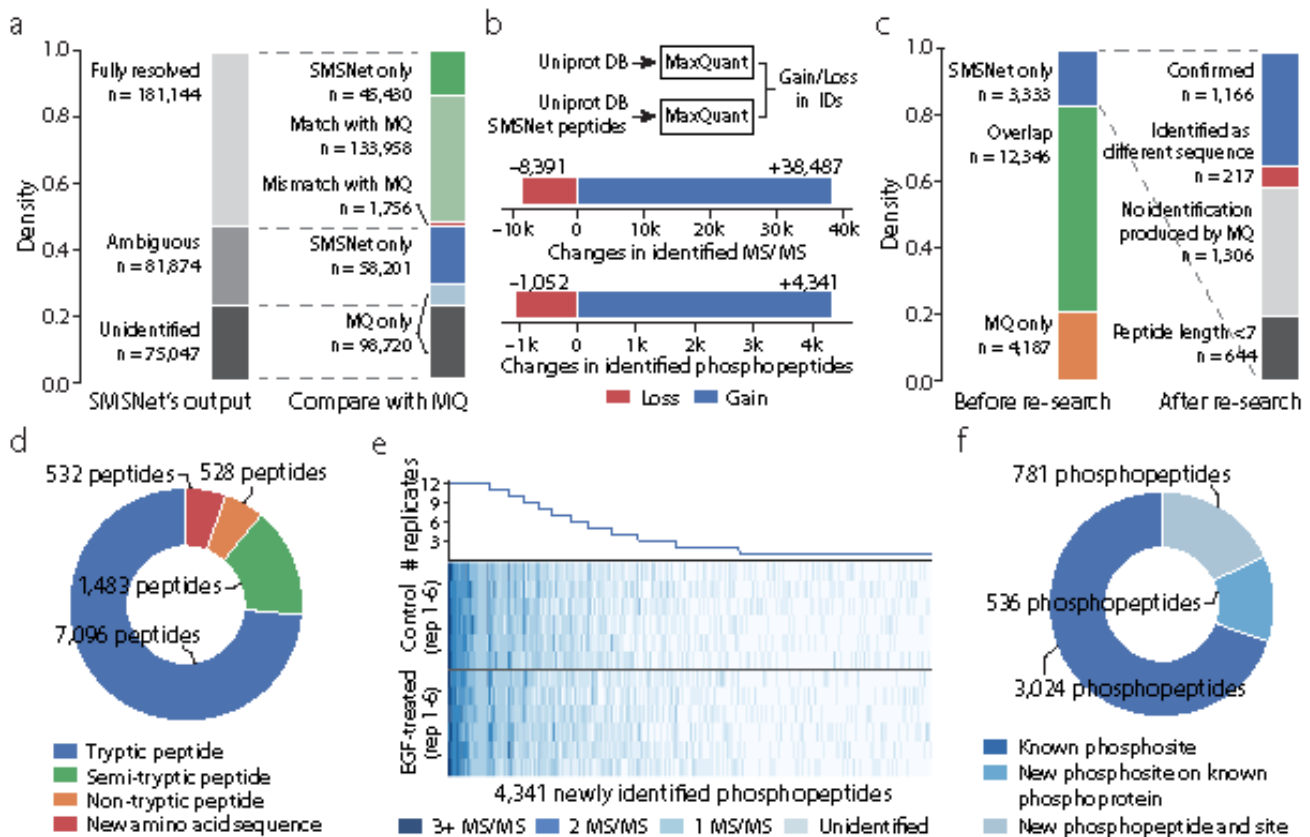 a
1.0
0.8
0.6
0.4
0.2
0.0
Density
Fully resolved
n = 181,144
Ambiguous
n = 81,874
Unidentified
n = 75,047
SMSNet's output
SMSNet only
n = 45,430
Match with MQ
n = 133,958
Mismatch with MQ
n = 1,756
SMSNet only
n = 58,201
MQ only
n = 98,720
Compare with MQ
b
Uniprot DB
MaxQuant
Uniprot DB
SMSNet peptides
MaxQuant
Gain/Loss
in IDs
−8,391
+38,487
−10k 0 10k 20k 30k 40k
Changes in identified MS/MS
−1,052
+4,341
−1k 0 1k 2k 3k 4k
Changes in identified phosphopeptides
Loss Gain
c
1.0
0.8
0.6
0.4
0.2
0.0
Density
SMSNet only
n = 3,333
Overlap
n = 12,346
MQ only
n = 4,187
Before re-search
Confirmed
n = 1,166
Identified as
different sequence
n = 217
No identification
produced by MQ
n = 1,306
Peptide length <7
n = 644
After re-search
d
532 peptides
528 peptides
1,483 peptides
7,096 peptides
Tryptic peptide
Semi-tryptic peptide
Non-tryptic peptide
New amino acid sequence
e
# replicates
12
9
6
3
Control
(rep 1-6)
EGF-treated
(rep 1-6)
4,341 newly identified phosphopeptides
3+ MS/MS 2 MS/MS 1 MS/MS Unidentified
f
781 phosphopeptides
536 phosphopeptides
3,024 phosphopeptides
Known phosphosite
New phosphosite on known
phosphoprotein
New phosphopeptide and site